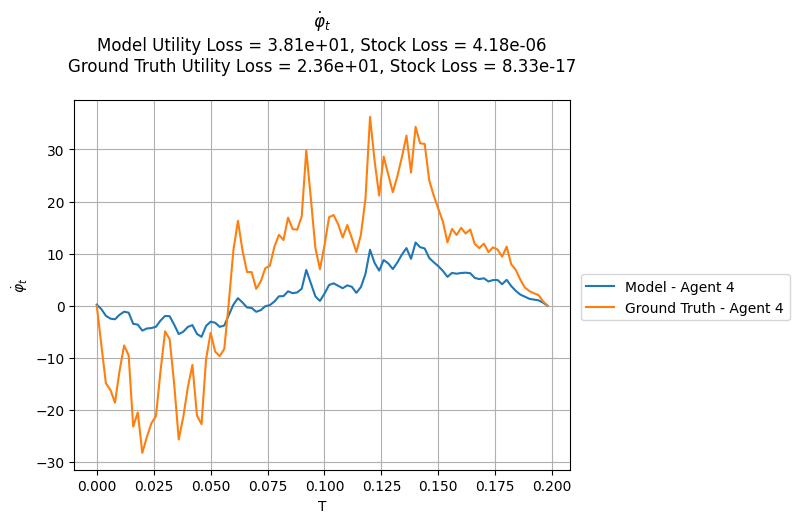 φ̇ₜ
Model Utility Loss = 3.81e+01, Stock Loss = 4.18e-06
Ground Truth Utility Loss = 2.36e+01, Stock Loss = 8.33e-17
φ̇ₜ
30
20
10
0
−10
−20
−30
0.000
0.025
0.050
0.075
0.100
0.125
0.150
0.175
0.200
T
Model - Agent 4
Ground Truth - Agent 4